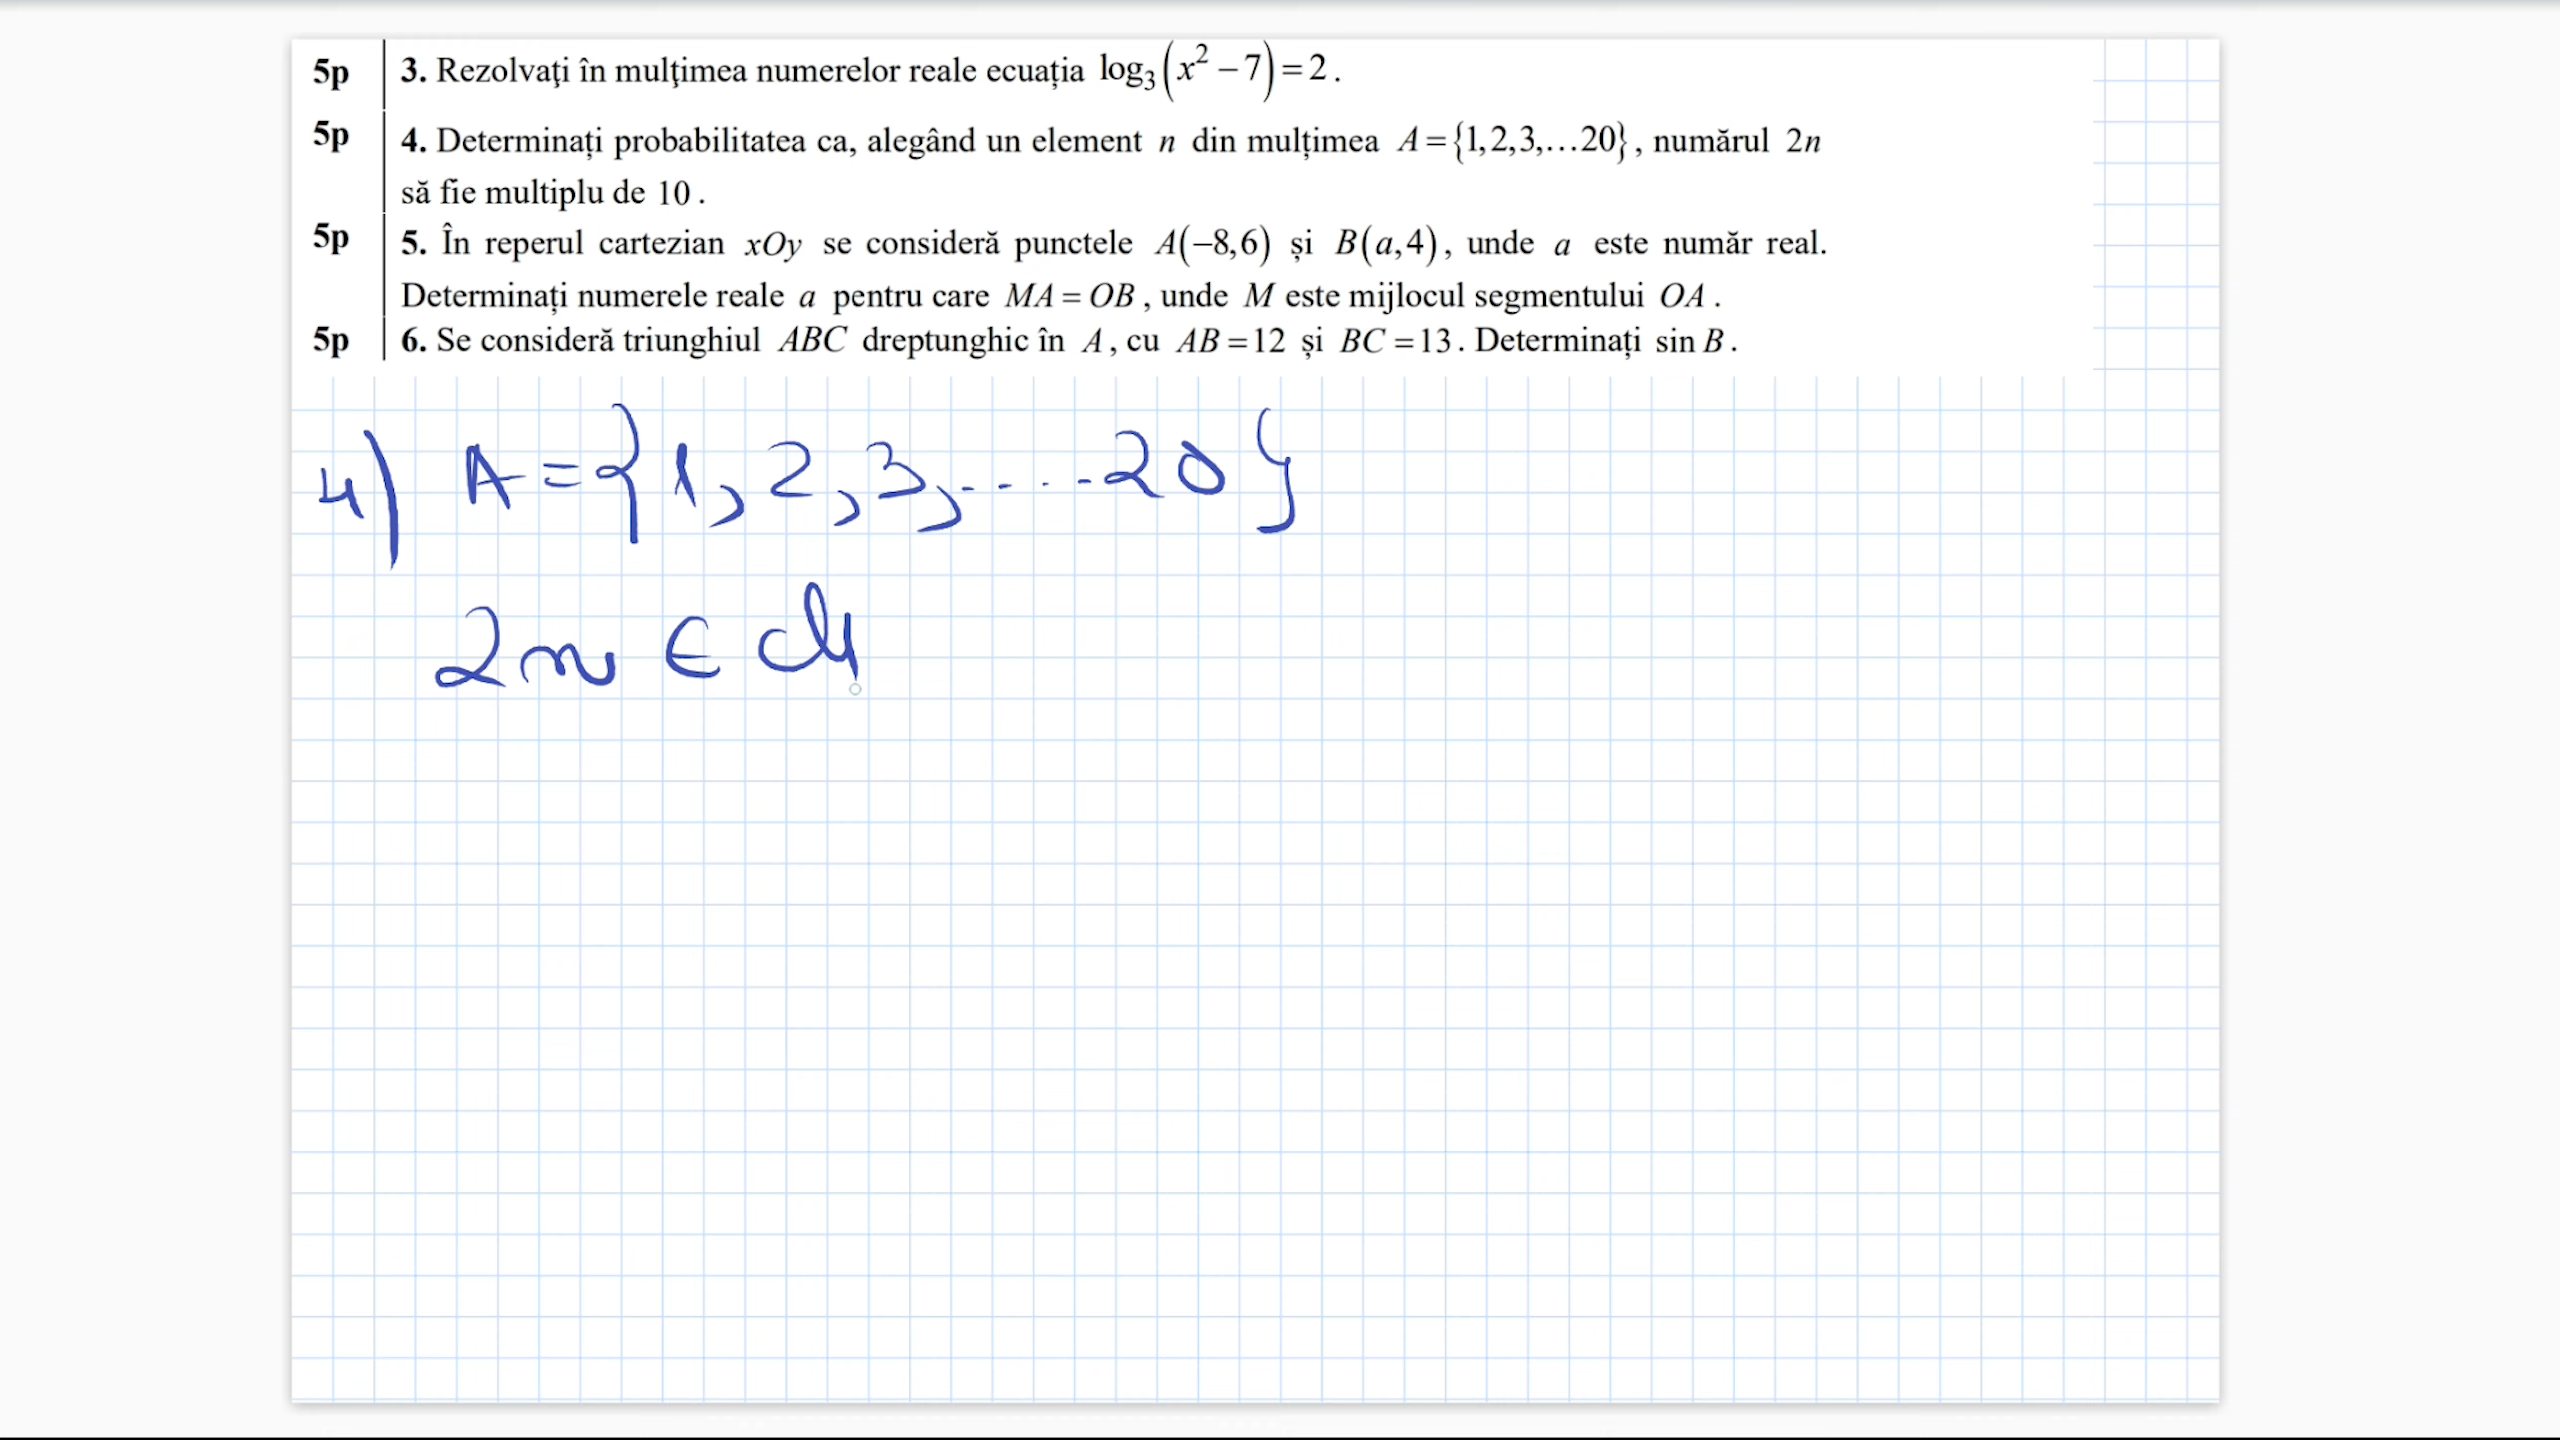 5p 3. Rezolvaţi în mulţimea numerelor reale ecuația log₃(x² − 7) = 2.
5p 4. Determinați probabilitatea ca, alegând un element n din mulțimea A = {1,2,3,…20}, numărul 2n
să fie multiplu de 10.
5p 5. În reperul cartezian xOy se consideră punctele A(−8,6) și B(a,4), unde a este număr real.
Determinați numerele reale a pentru care MA = OB, unde M este mijlocul segmentului OA.
5p 6. Se consideră triunghiul ABC dreptunghic în A, cu AB = 12 și BC = 13. Determinați sin B.
4) A = {1, 2, 3, .... 20}
2n ∈ M